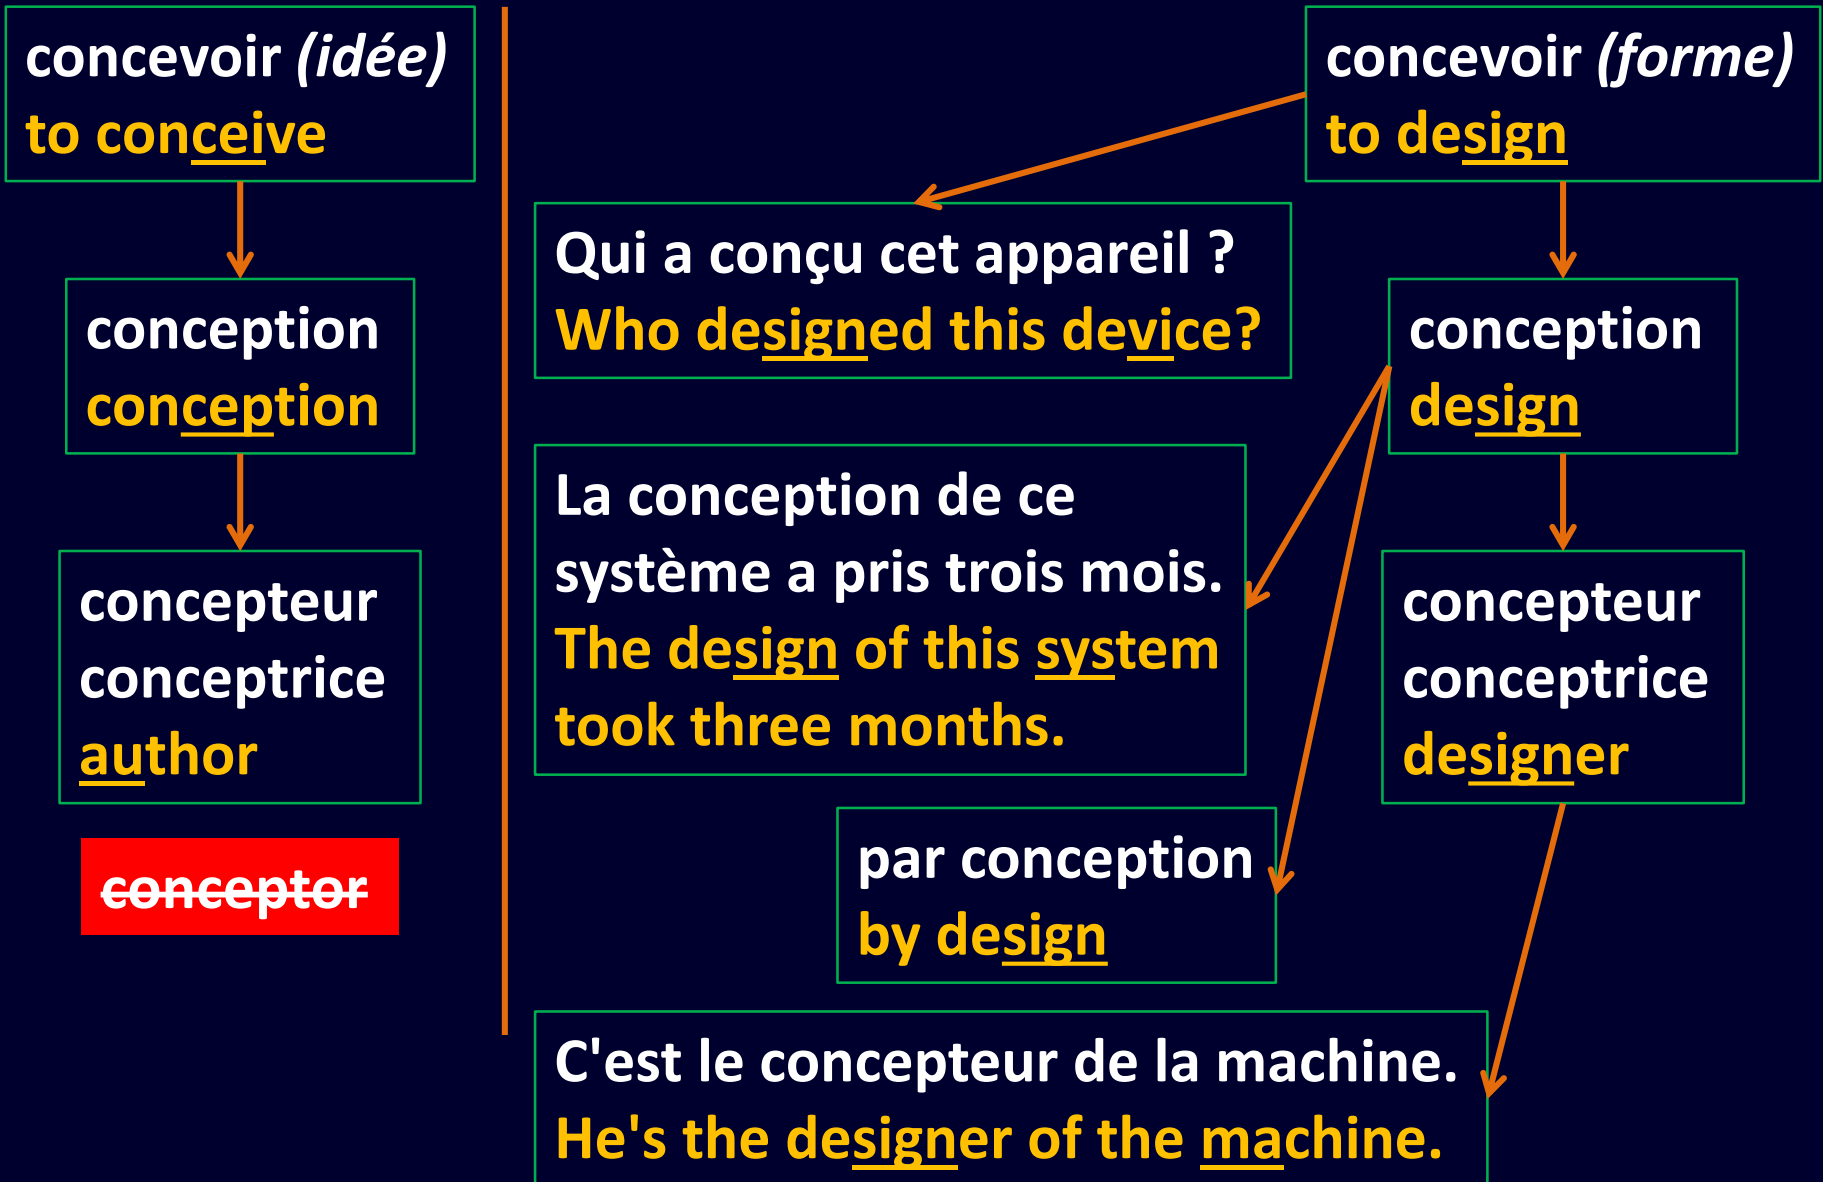 concevoir (idée)
to conceive
conception
conception
concepteur
conceptrice
author
conceptor
concevoir (forme)
to design
Qui a conçu cet appareil ?
Who designed this device?
conception
design
La conception de ce
système a pris trois mois.
The design of this system
took three months.
concepteur
conceptrice
designer
par conception
by design
C'est le concepteur de la machine.
He's the designer of the machine.